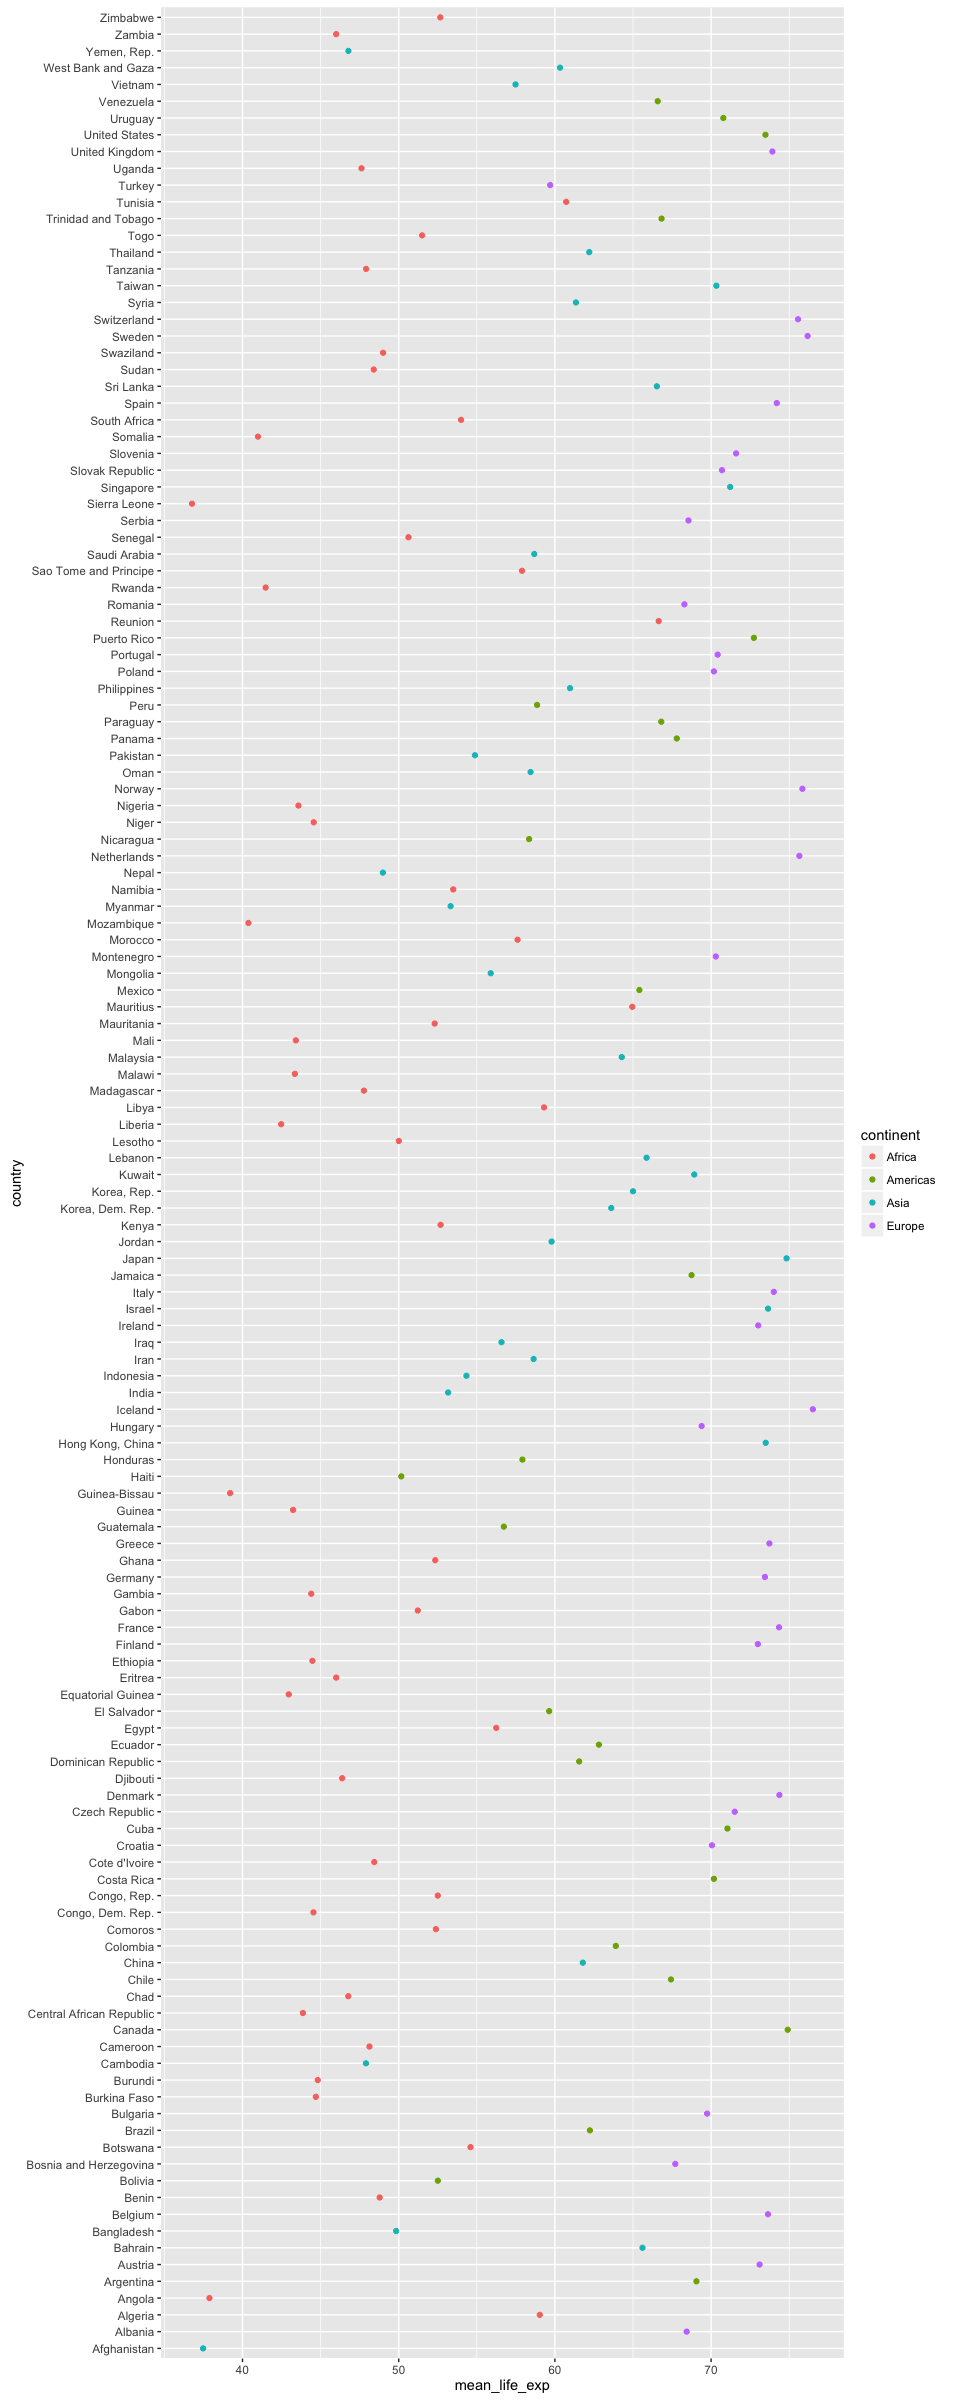 Zimbabwe
Zambia
Yemen, Rep.
West Bank and Gaza
Vietnam
Venezuela
Uruguay
United States
United Kingdom
Uganda
Turkey
Tunisia
Trinidad and Tobago
Togo
Thailand
Tanzania
Taiwan
Syria
Switzerland
Sweden
Swaziland
Sudan
Sri Lanka
Spain
South Africa
Somalia
Slovenia
Slovak Republic
Singapore
Sierra Leone
Serbia
Senegal
Saudi Arabia
Sao Tome and Principe
Rwanda
Romania
Reunion
Puerto Rico
Portugal
Poland
Philippines
Peru
Paraguay
Panama
Pakistan
Oman
Norway
Nigeria
Niger
Nicaragua
Netherlands
Nepal
Namibia
Myanmar
Mozambique
Morocco
Montenegro
Mongolia
Mexico
Mauritius
Mauritania
Mali
Malaysia
Malawi
Madagascar
Libya
Liberia
Lesotho
Lebanon
Kuwait
Korea, Rep.
Korea, Dem. Rep.
Kenya
Jordan
Japan
Jamaica
Italy
Israel
Ireland
Iraq
Iran
Indonesia
India
Iceland
Hungary
Hong Kong, China
Honduras
Haiti
Guinea-Bissau
Guinea
Guatemala
Greece
Ghana
Germany
Gambia
Gabon
France
Finland
Ethiopia
Eritrea
Equatorial Guinea
El Salvador
Egypt
Ecuador
Dominican Republic
Djibouti
Denmark
Czech Republic
Cuba
Croatia
Cote d'Ivoire
Costa Rica
Congo, Rep.
Congo, Dem. Rep.
Comoros
Colombia
China
Chile
Chad
Central African Republic
Canada
Cameroon
Cambodia
Burundi
Burkina Faso
Bulgaria
Brazil
Botswana
Bosnia and Herzegovina
Bolivia
Benin
Belgium
Bangladesh
Bahrain
Austria
Argentina
Angola
Algeria
Albania
Afghanistan
country
40 50 60 70
mean_life_exp
continent
Africa
Americas
Asia
Europe